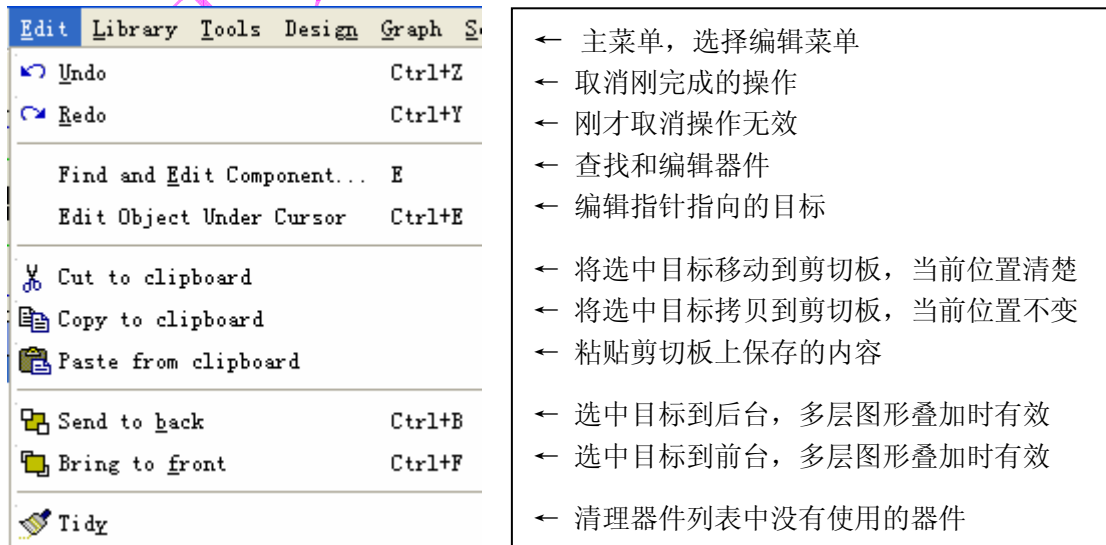 Edit Library Tools Design Graph
← 主菜单，选择编辑菜单
Undo Ctrl+Z
← 取消刚完成的操作
Redo Ctrl+Y
← 刚才取消操作无效
Find and Edit Component... E
← 查找和编辑器件
Edit Object Under Cursor Ctrl+E
← 编辑指针指向的目标
Cut to clipboard
← 将选中目标移动到剪切板，当前位置清楚
Copy to clipboard
← 将选中目标拷贝到剪切板，当前位置不变
Paste from clipboard
← 粘贴剪切板上保存的内容
Send to back Ctrl+B
← 选中目标到后台，多层图形叠加时有效
Bring to front Ctrl+F
← 选中目标到前台，多层图形叠加时有效
Tidy
← 清理器件列表中没有使用的器件